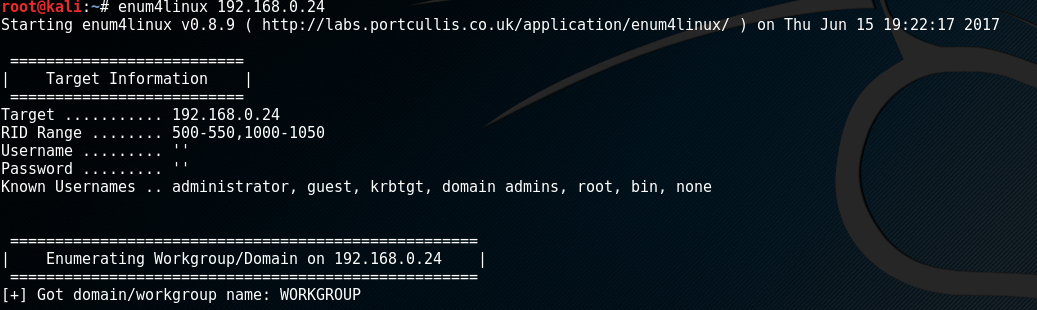 root@kali:~# enum4linux 192.168.0.24
Starting enum4linux v0.8.9 ( http://labs.portcullis.co.uk/application/enum4linux/ ) on Thu Jun 15 19:22:17 2017
 ==========================
|    Target Information    |
 ==========================
Target ........... 192.168.0.24
RID Range ........ 500-550,1000-1050
Username ......... ''
Password ......... ''
Known Usernames .. administrator, guest, krbtgt, domain admins, root, bin, none
 ====================================================
|    Enumerating Workgroup/Domain on 192.168.0.24    |
 ====================================================
[+] Got domain/workgroup name: WORKGROUP